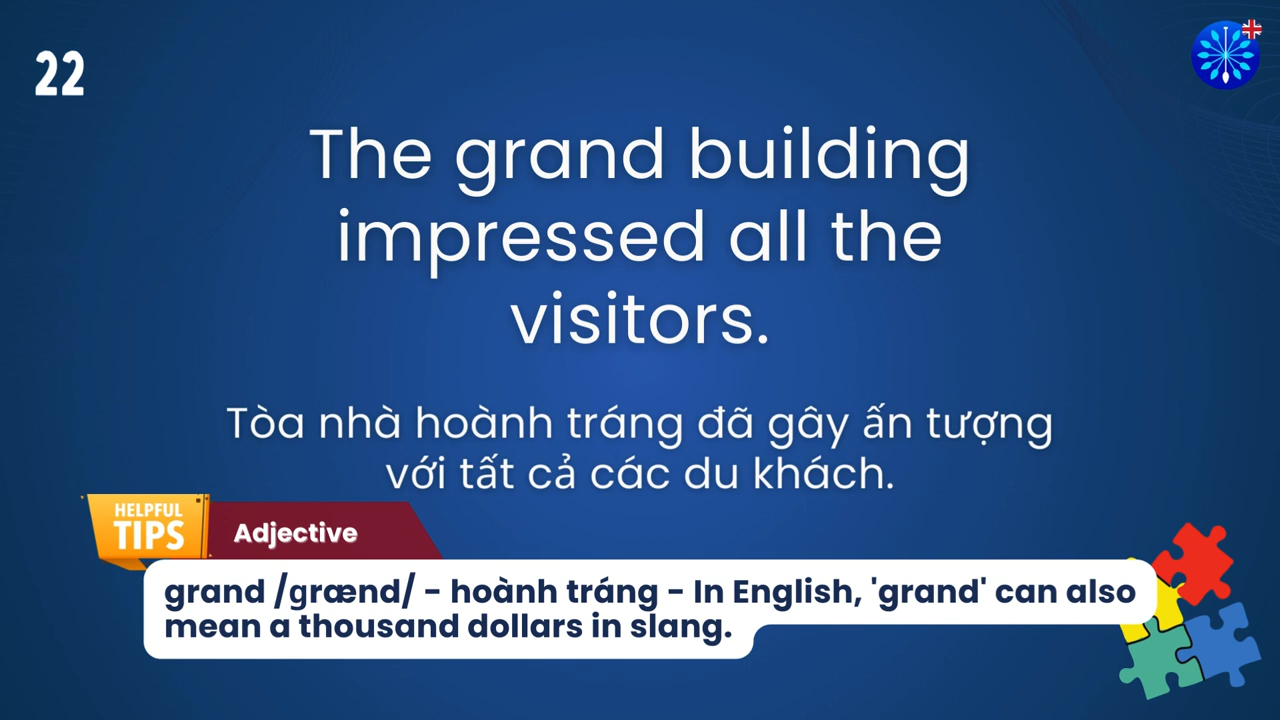 22
The grand building
impressed all the
visitors.
Tòa nhà hoành tráng đã gây ấn tượng
với tất cả các du khách.
HELPFUL
TIPS
Adjective
grand /grænd/ - hoành tráng - In English, 'grand' can also
mean a thousand dollars in slang.